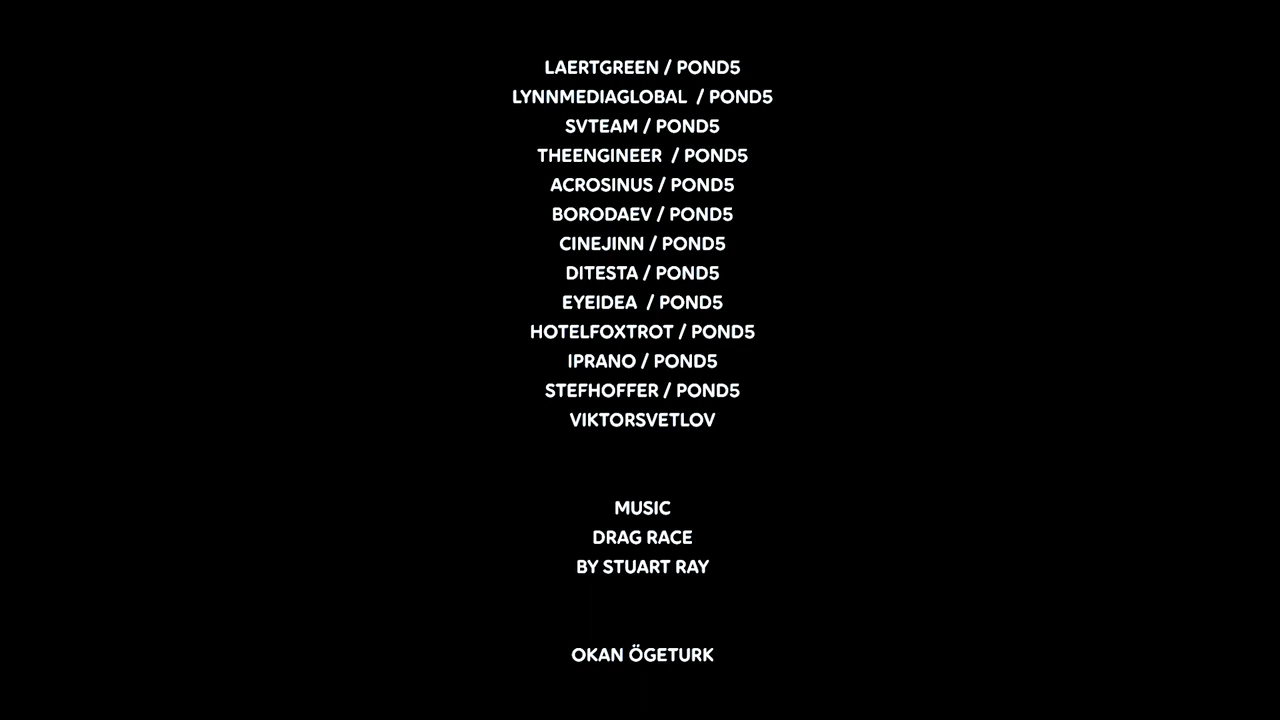 LAERTGREEN / POND5
LYNNMEDIAGLOBAL / POND5
SVTEAM / POND5
THEENGINEER / POND5
ACROSINUS / POND5
BORODAEV / POND5
CINEJINN / POND5
DITESTA / POND5
EYEIDEA / POND5
HOTELFOXTROT / POND5
IPRANO / POND5
STEFHOFFER / POND5
VIKTORSVETLOV
MUSIC
DRAG RACE
BY STUART RAY
OKAN ÖGETURK